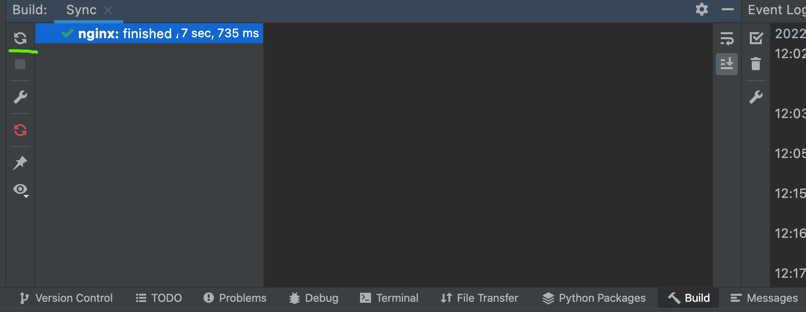 Build:
Sync
Event Log
nginx: finished
7 sec, 735 ms
2022
12:02
12:03
12:05
12:15
12:16
12:17
Version Control
TODO
Problems
Debug
Terminal
File Transfer
Python Packages
Build
Messages